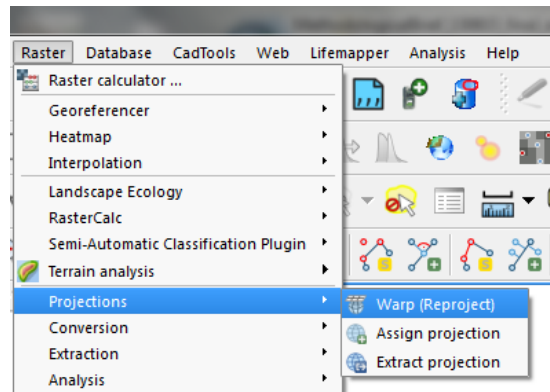 Raster Database CadTools Web Lifemapper Analysis Help
Raster calculator ...
Georeferencer
Heatmap
Interpolation
Landscape Ecology
RasterCalc
Semi-Automatic Classification Plugin
Terrain analysis
Projections
Warp (Reproject)
Conversion
Assign projection
Extraction
Extract projection
Analysis